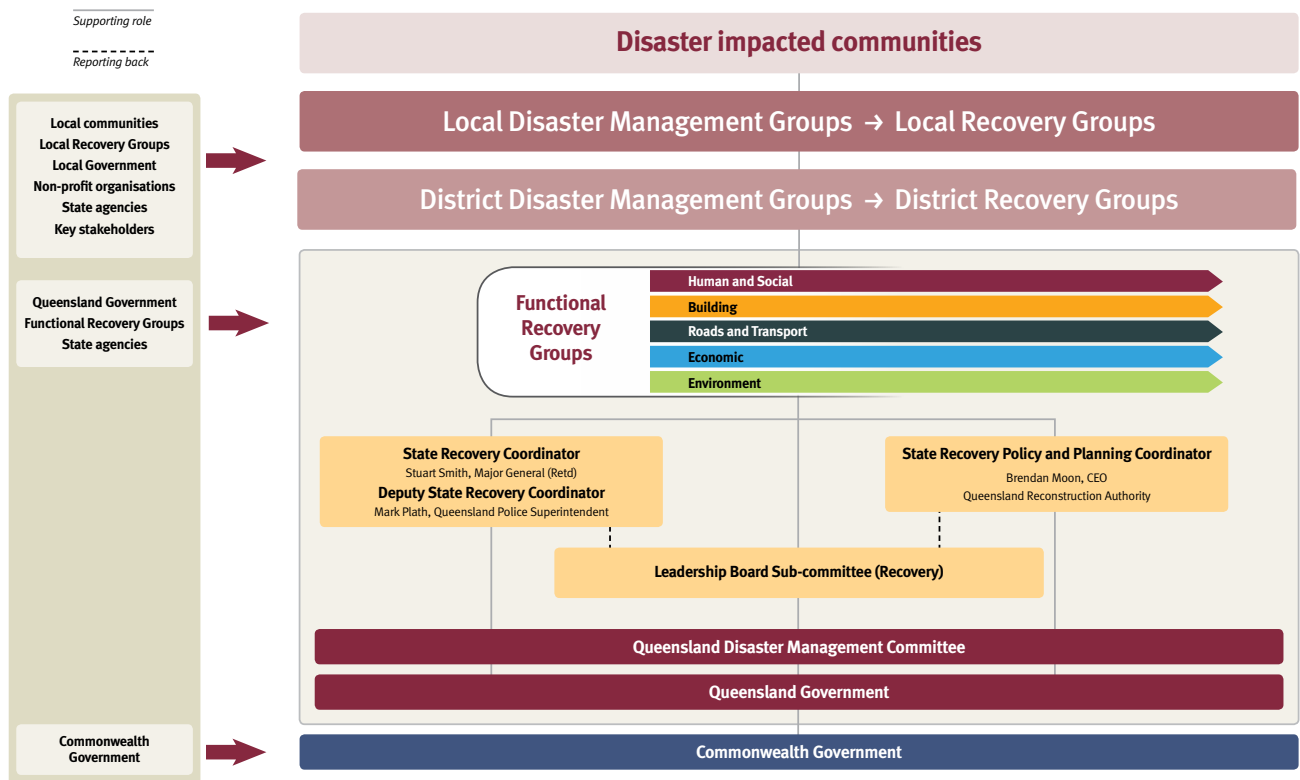 Supporting role
Reporting back
Local communities
Local Recovery Groups
Local Government
Non-profit organisations
State agencies
Key stakeholders
Queensland Government
Functional Recovery Groups
State agencies
Commonwealth
Government
Disaster impacted communities
Local Disaster Management Groups → Local Recovery Groups
District Disaster Management Groups → District Recovery Groups
Functional
Recovery
Groups
Human and Social
Building
Roads and Transport
Economic
Environment
State Recovery Coordinator
Stuart Smith, Major General (Retd)
Deputy State Recovery Coordinator
Mark Plath, Queensland Police Superintendent
State Recovery Policy and Planning Coordinator
Brendan Moon, CEO
Queensland Reconstruction Authority
Leadership Board Sub-committee (Recovery)
Queensland Disaster Management Committee
Queensland Government
Commonwealth Government